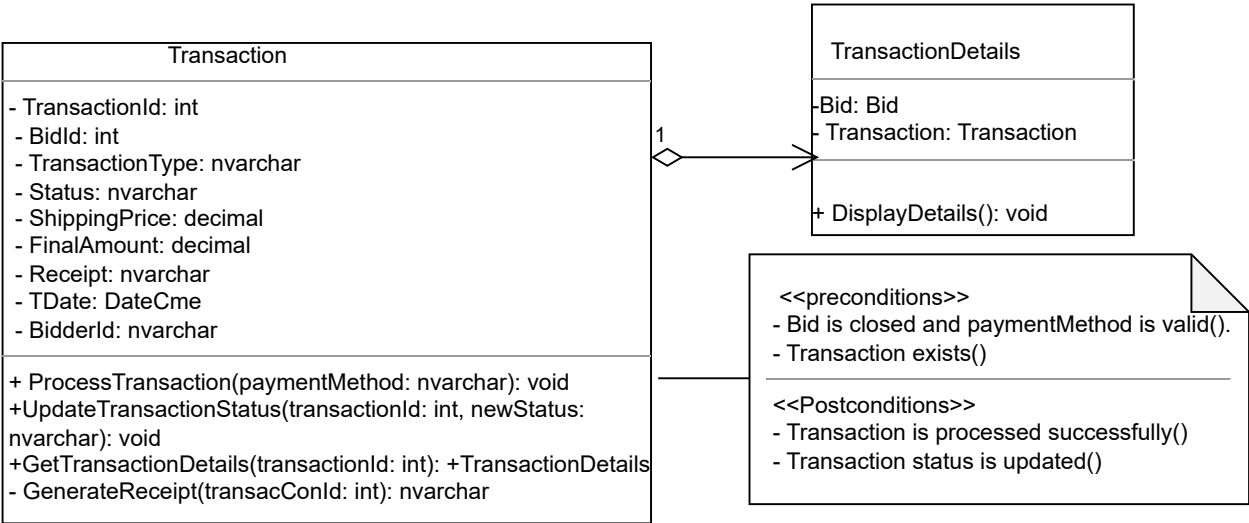 Transaction
- TransactionId: int
- BidId: int
- TransactionType: nvarchar
- Status: nvarchar
- ShippingPrice: decimal
- FinalAmount: decimal
- Receipt: nvarchar
- TDate: DateCme
- BidderId: nvarchar
+ ProcessTransaction(paymentMethod: nvarchar): void
+UpdateTransactionStatus(transactionId: int, newStatus:
nvarchar): void
+GetTransactionDetails(transactionId: int): +TransactionDetails
- GenerateReceipt(transacConId: int): nvarchar
1
TransactionDetails
-Bid: Bid
- Transaction: Transaction
+ DisplayDetails(): void
<<preconditions>>
- Bid is closed and paymentMethod is valid().
- Transaction exists()
<<Postconditions>>
- Transaction is processed successfully()
- Transaction status is updated()